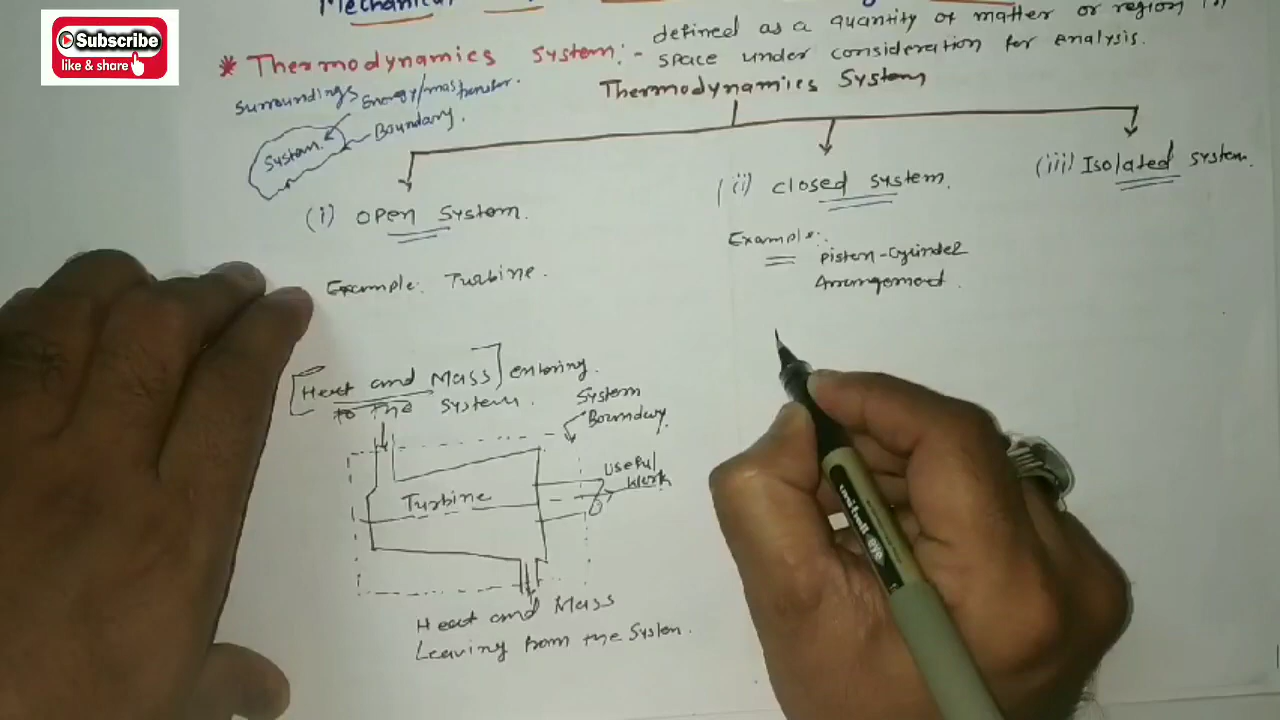 Mechanical
Subscribe
like & share
* Thermodynamics System:- defined as a quantity of matter or region
space under consideration for analysis.
Surroundings Energy/mass transfer.
Boundary.
System.
Thermodynamics System
(i) Open System.
(ii) closed system.
(iii) Isolated system.
Example: Turbine.
Example:
Piston-Cylinder
Arrangement.
[Heat and Mass] entering.
to the System.
System
Boundary.
Turbine
Useful
Work
Heat and Mass
Leaving from the System.
uniball eye